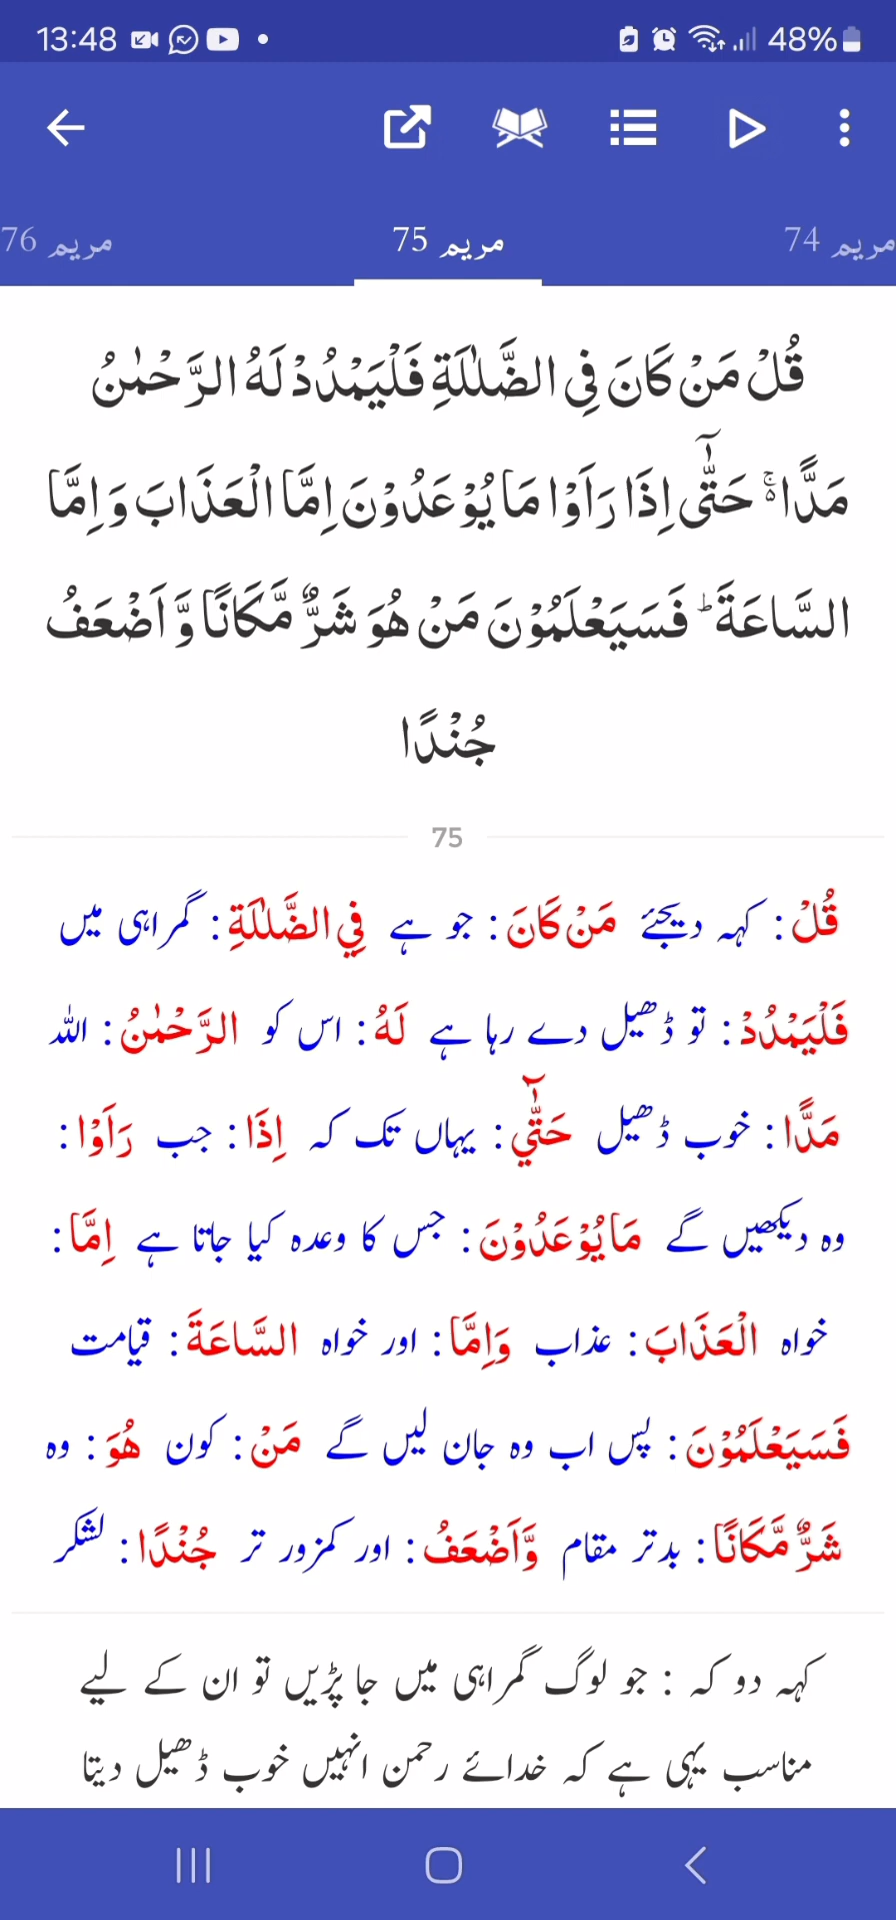 13:48
48%
مریم 74
مریم 75
مریم 76
قُلْ مَنْ كَانَ فِی الضَّلٰلَةِ فَلْیَمْدُدْ لَهُ الرَّحْمٰنُ
مَدًّا ۚ۬ حَتّٰۤی اِذَا رَاَوْا مَا یُوْعَدُوْنَ اِمَّا الْعَذَابَ وَ اِمَّا
السَّاعَةَ ؕ فَسَیَعْلَمُوْنَ مَنْ هُوَ شَرٌّ مَّكَانًا وَّ اَضْعَفُ
جُنْدًا
75
قُلْ : کہہ دیجئے مَنْ كَانَ : جو ہے فِي الضَّلٰلَةِ : گمراہی میں
فَلْيَمْدُدْ : تو ڈھیل دے رہا ہے لَهُ : اس کو الرَّحْمٰنُ : اللہ
مَدًّا : خوب ڈھیل حَتّٰٓي : یہاں تک کہ اِذَا : جب رَاَوْا :
وہ دیکھیں گے مَا يُوْعَدُوْنَ : جس کا وعدہ کیا جاتا ہے اِمَّا :
خواہ الْعَذَابَ : عذاب وَاِمَّا : اور خواہ السَّاعَةَ : قیامت
فَسَيَعْلَمُوْنَ : پس اب وہ جان لیں گے مَنْ : کون هُوَ : وہ
شَرٌّ مَّكَانًا : بدتر مقام وَّاَضْعَفُ : اور کمزور تر جُنْدًا : لشکر
کہہ دو کہ : جو لوگ گمراہی میں جا پڑیں تو ان کے لیے
مناسب یہی ہے کہ خدائے رحمن انہیں خوب ڈھیل دیتا